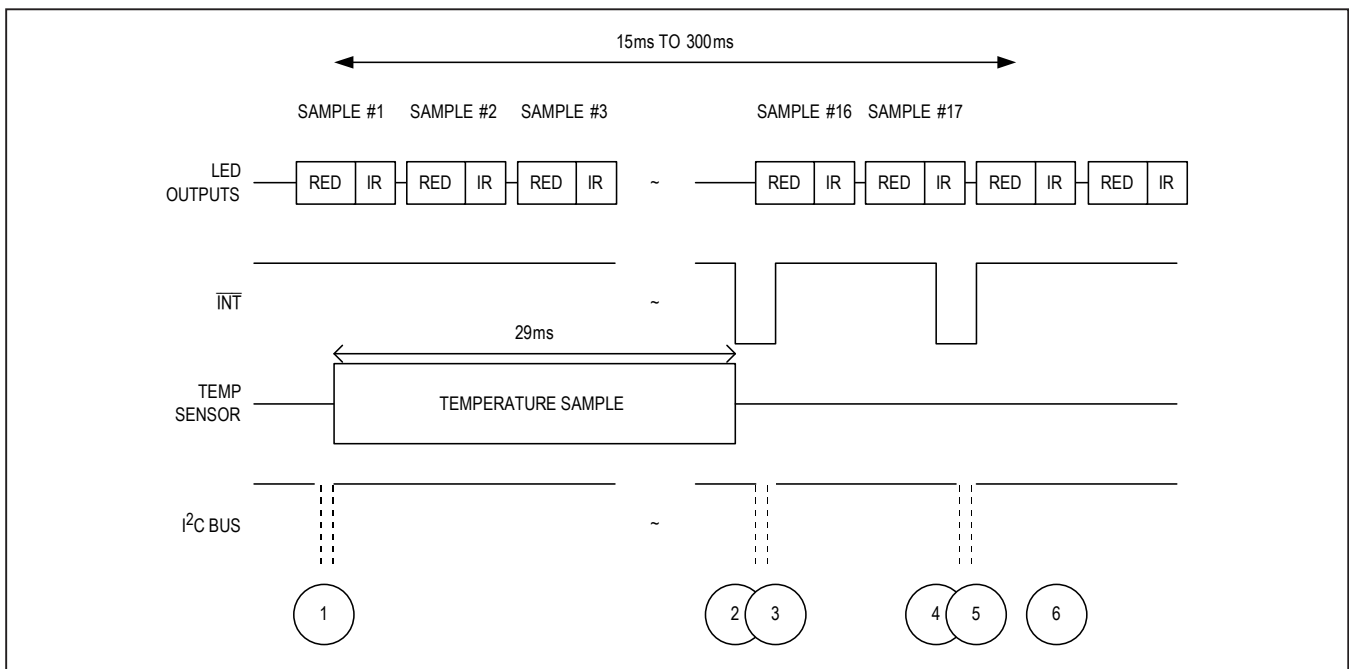 15ms TO 300ms
SAMPLE #1 SAMPLE #2 SAMPLE #3 SAMPLE #16 SAMPLE #17
LED
OUTPUTS
RED IR RED IR RED IR ~ RED IR RED IR RED IR RED IR
INT
~
29ms
TEMP
SENSOR
TEMPERATURE SAMPLE
I²C BUS
~
1 2 3 4 5 6